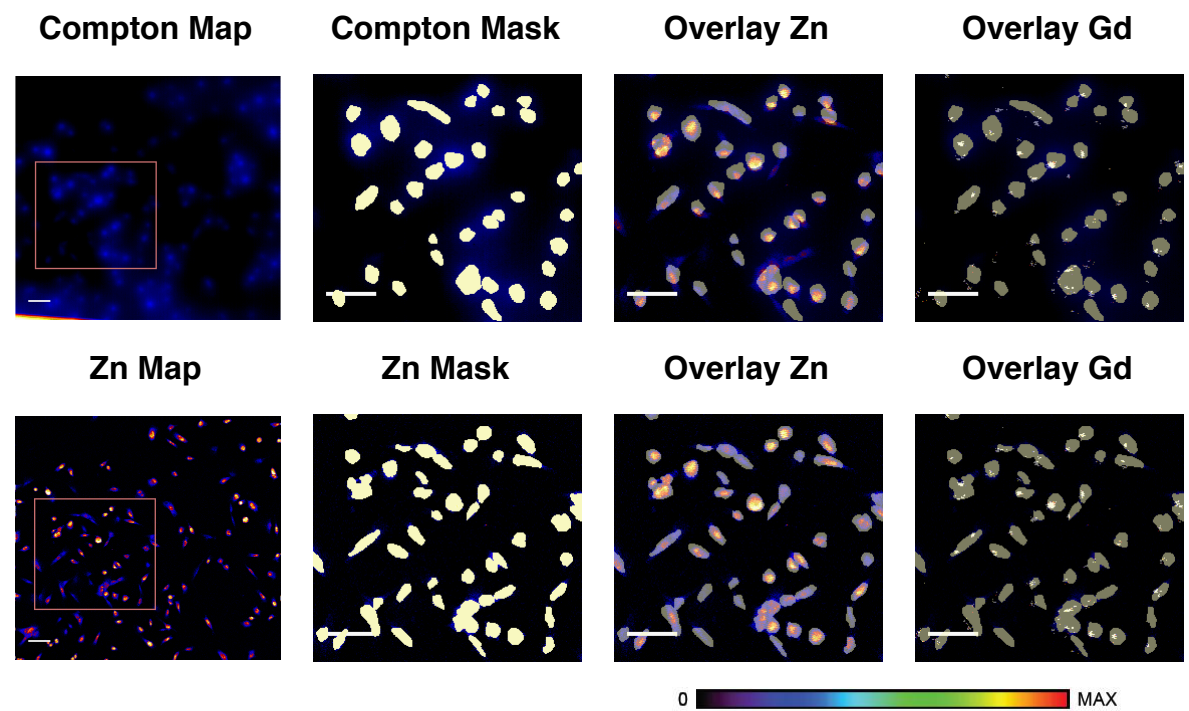 Compton Map
Compton Mask
Overlay Zn
Overlay Gd
Zn Map
Zn Mask
Overlay Zn
Overlay Gd
0
MAX